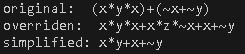 original:  (x*y*x)+(~x+~y)
overriden: x*y*x+x*z*~x+x+~y
simplified: x*y+x+~y